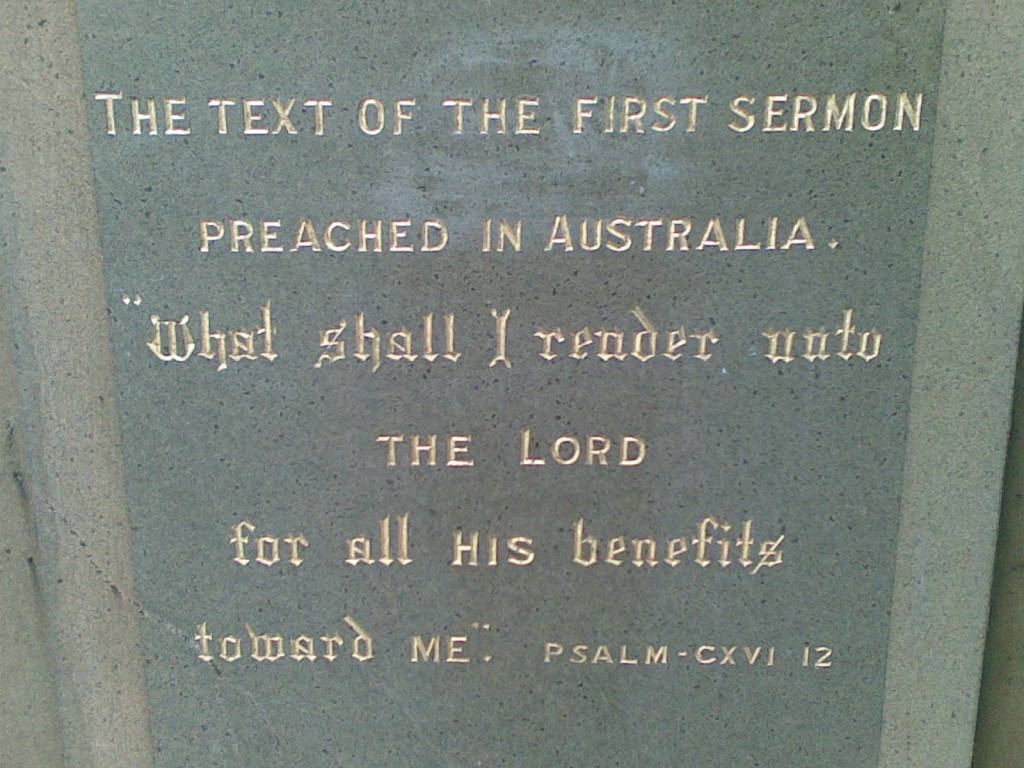 THE TEXT OF THE FIRST SERMON
PREACHED IN AUSTRALIA.
"What shall I render unto
THE LORD
for all HIS benefits
toward ME". PSALM-CXVI 12